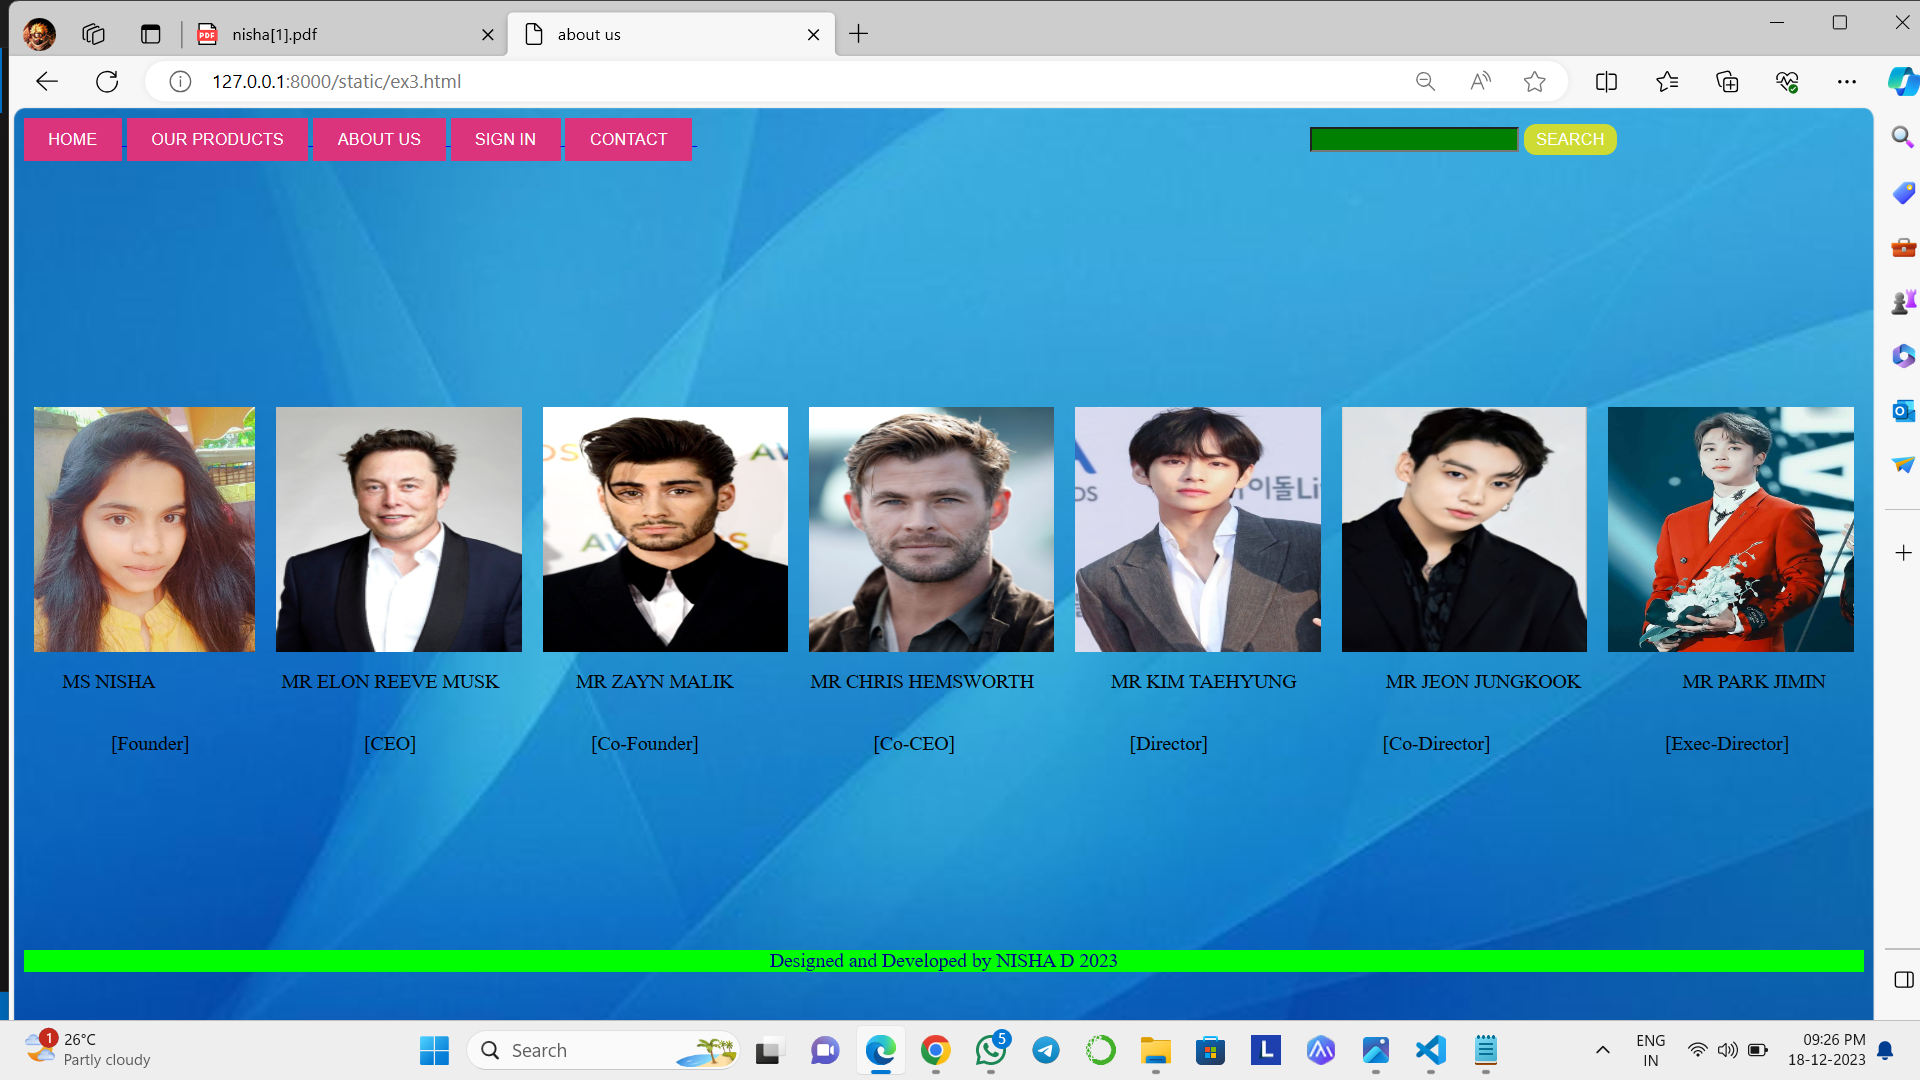 nisha[1].pdf
about us
127.0.0.1:8000/static/ex3.html
HOME
OUR PRODUCTS
ABOUT US
SIGN IN
CONTACT
SEARCH
MS NISHA
MR ELON REEVE MUSK
MR ZAYN MALIK
MR CHRIS HEMSWORTH
MR KIM TAEHYUNG
MR JEON JUNGKOOK
MR PARK JIMIN
[Founder]
[CEO]
[Co-Founder]
[Co-CEO]
[Director]
[Co-Director]
[Exec-Director]
Designed and Developed by NISHA D 2023
1
26°C
Partly cloudy
Search
5
L
ENG
IN
09:26 PM
18-12-2023